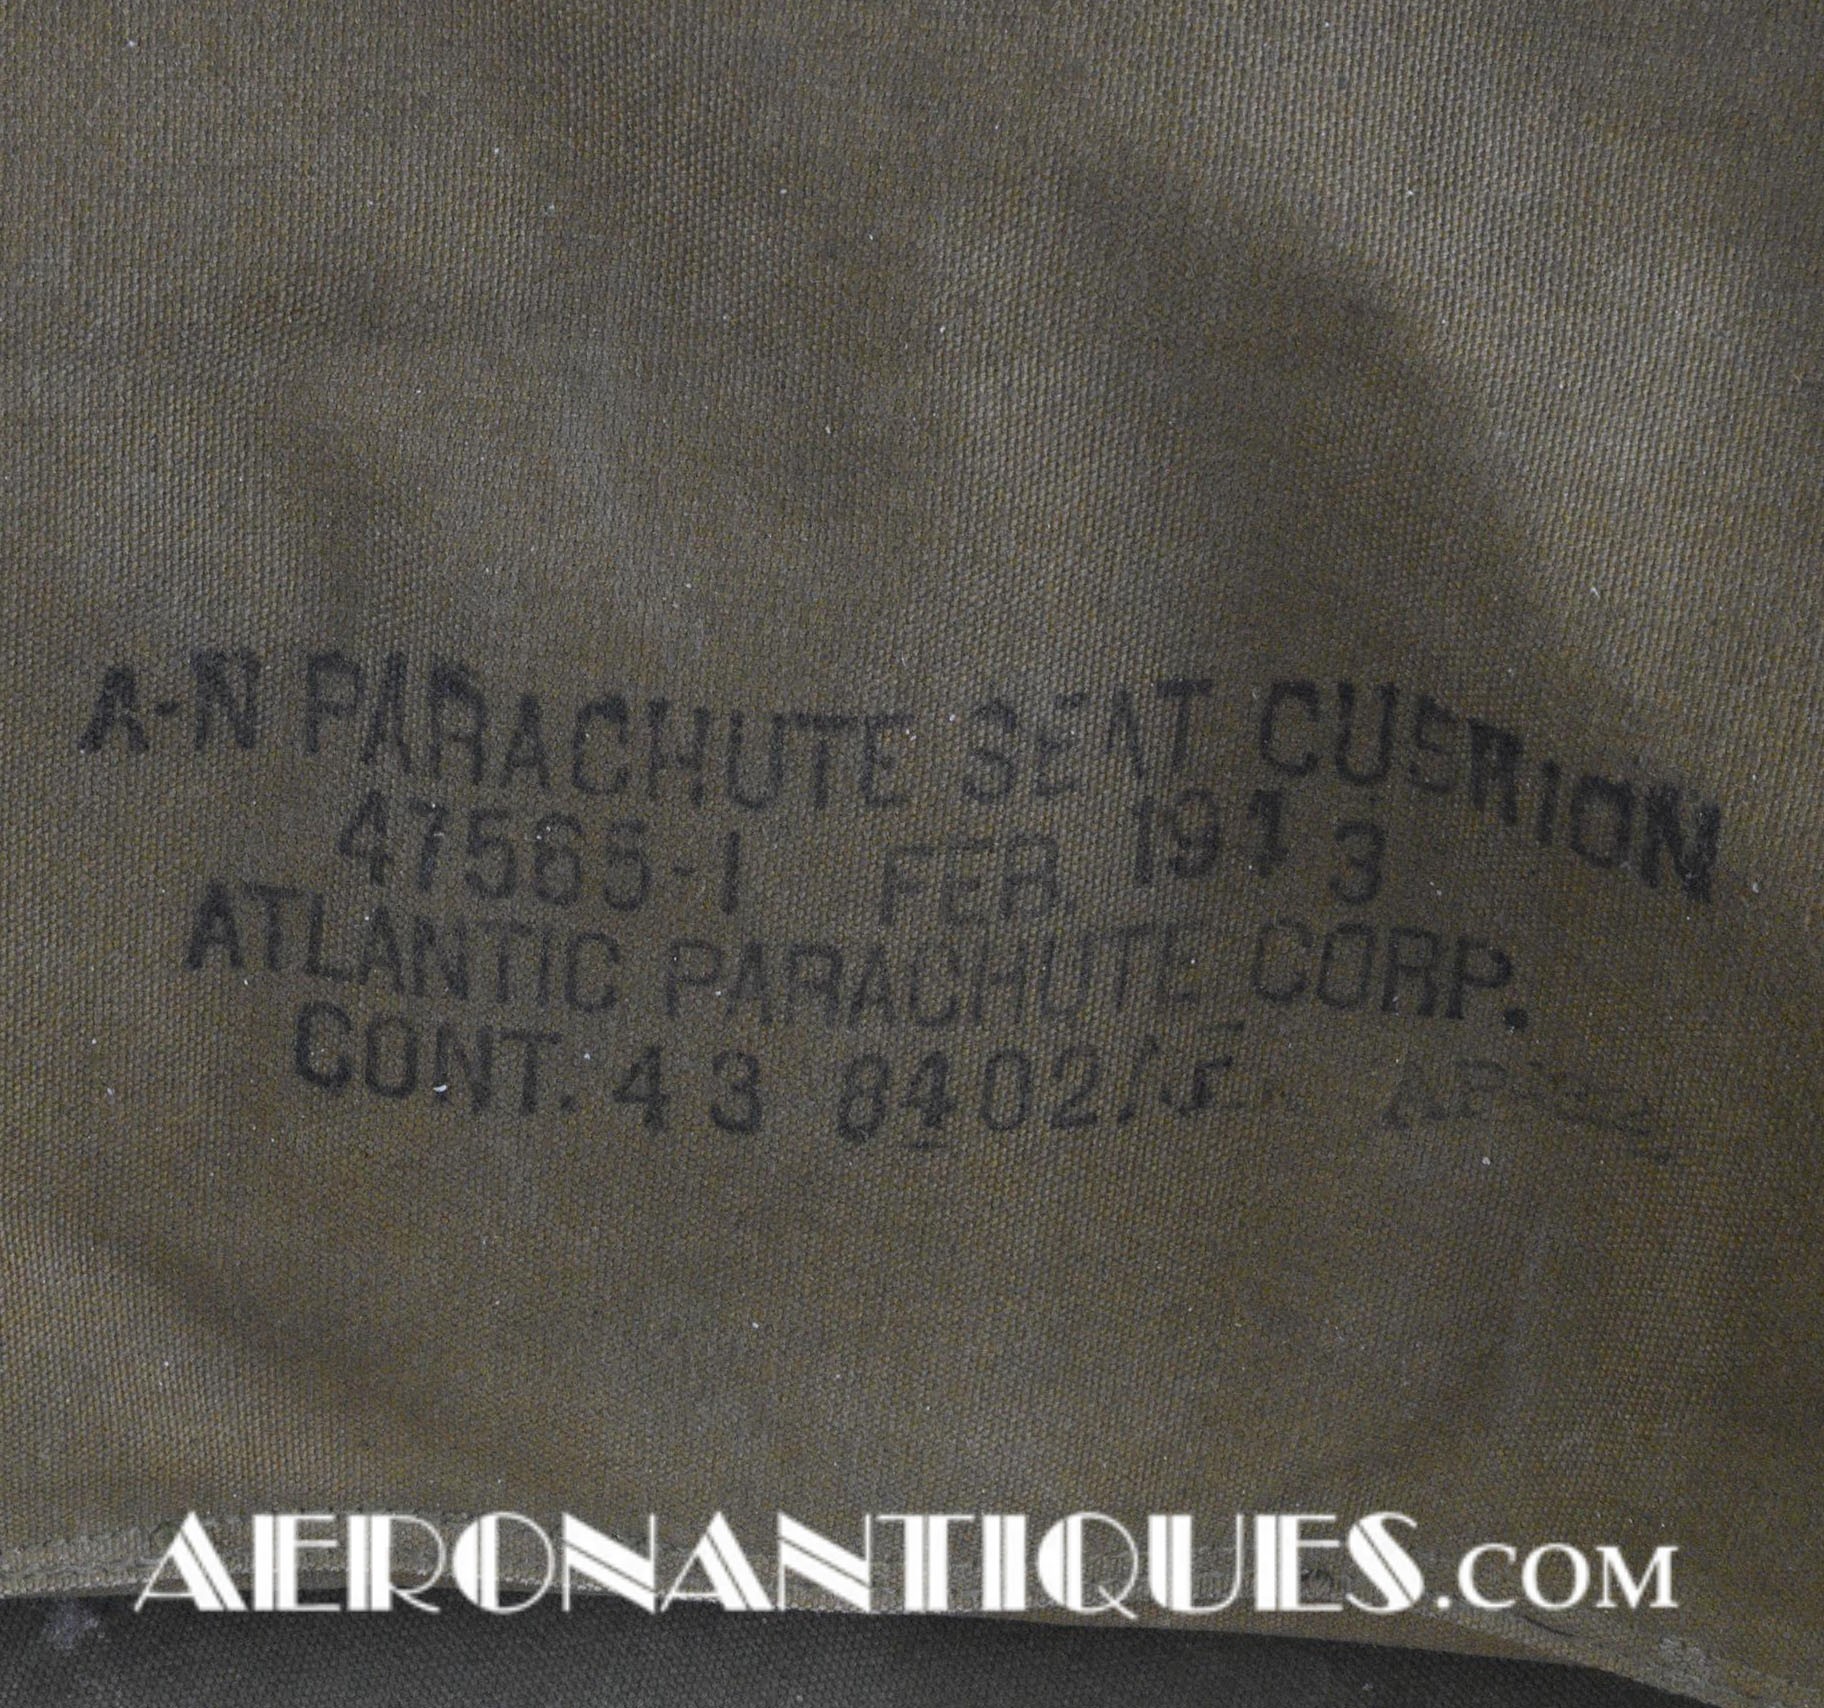 A-N PARACHUTE SEAT CUSHION
47565-1 FEB. 1943
ATLANTIC PARACHUTE CORP.
CONT. 43 8402
AERONANTIQUES.COM